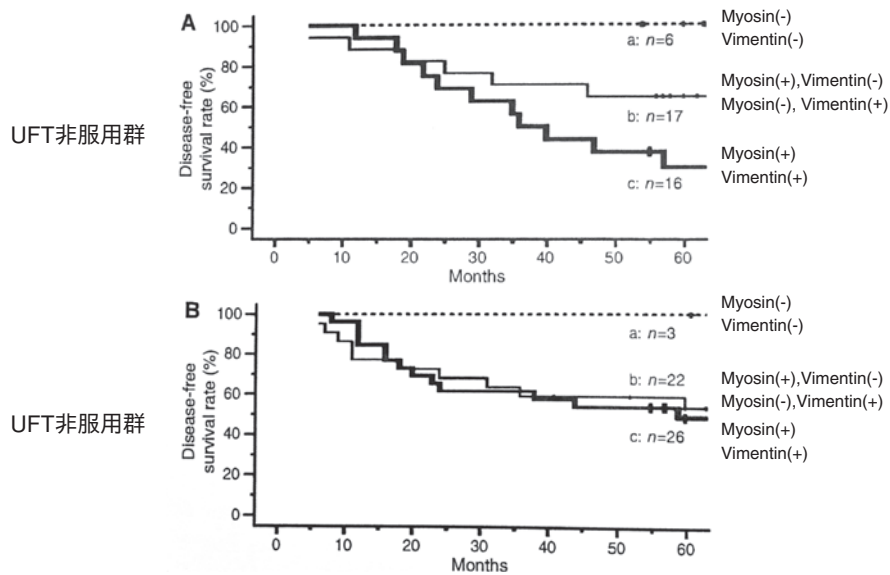 A
UFT非服用群
Disease-free
survival rate (%)
100
80
60
40
20
0
0 10 20 30 40 50 60
Months
a: n=6
b: n=17
c: n=16
Myosin(-)
Vimentin(-)
Myosin(+),Vimentin(-)
Myosin(-), Vimentin(+)
Myosin(+)
Vimentin(+)
B
UFT非服用群
Disease-free
survival rate (%)
100
80
60
40
20
0
0 10 20 30 40 50 60
Months
a: n=3
b: n=22
c: n=26
Myosin(-)
Vimentin(-)
Myosin(+),Vimentin(-)
Myosin(-),Vimentin(+)
Myosin(+)
Vimentin(+)